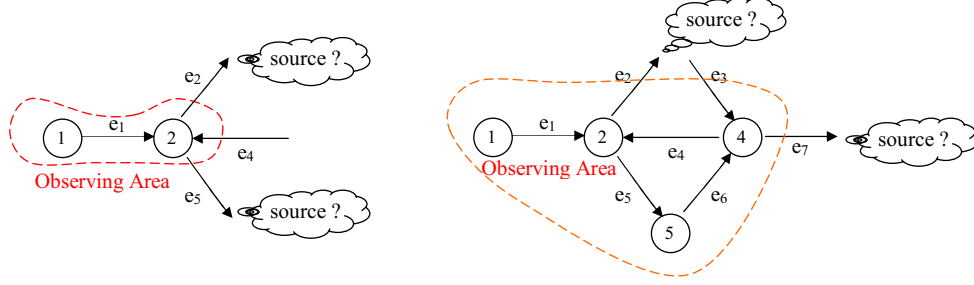 source ?
e2
1
e1
2
e4
Observing Area
e5
source ?
source ?
e2
e3
1
e1
2
e4
4
e7
source ?
Observing Area
e5
e6
5